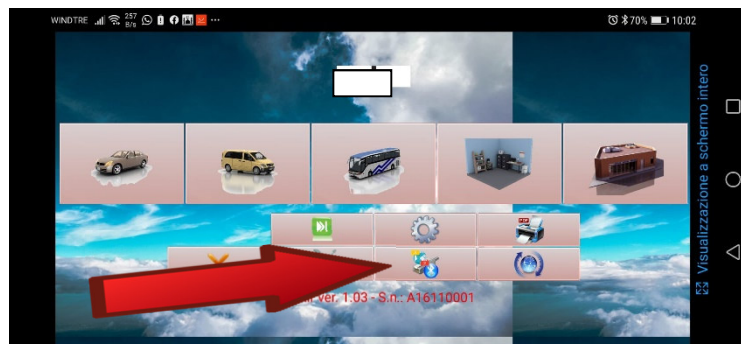 WINDTRE 257 B/s 70% 10:02
Visualizzazione a schermo intero
ver. 1.03 - S.n.: A16110001